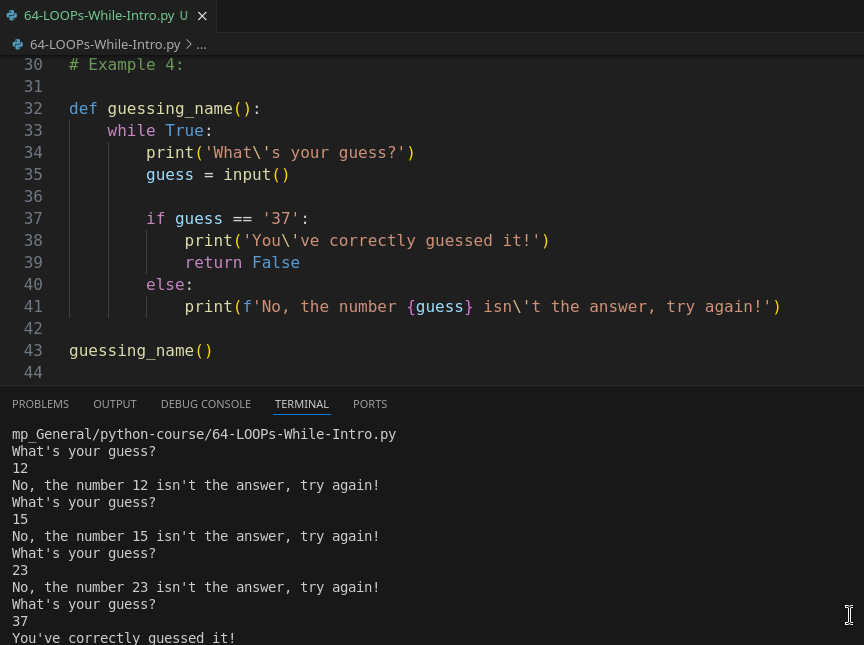 64-LOOPs-While-Intro.py U
64-LOOPs-While-Intro.py > ...
30 # Example 4:
31
32 def guessing_name():
33     while True:
34         print('What\'s your guess?')
35         guess = input()
36
37         if guess == '37':
38             print('You\'ve correctly guessed it!')
39             return False
40         else:
41             print(f'No, the number {guess} isn\'t the answer, try again!')
42
43 guessing_name()
44
PROBLEMS OUTPUT DEBUG CONSOLE TERMINAL PORTS
mp_General/python-course/64-LOOPs-While-Intro.py
What's your guess?
12
No, the number 12 isn't the answer, try again!
What's your guess?
15
No, the number 15 isn't the answer, try again!
What's your guess?
23
No, the number 23 isn't the answer, try again!
What's your guess?
37
You've correctly guessed it!